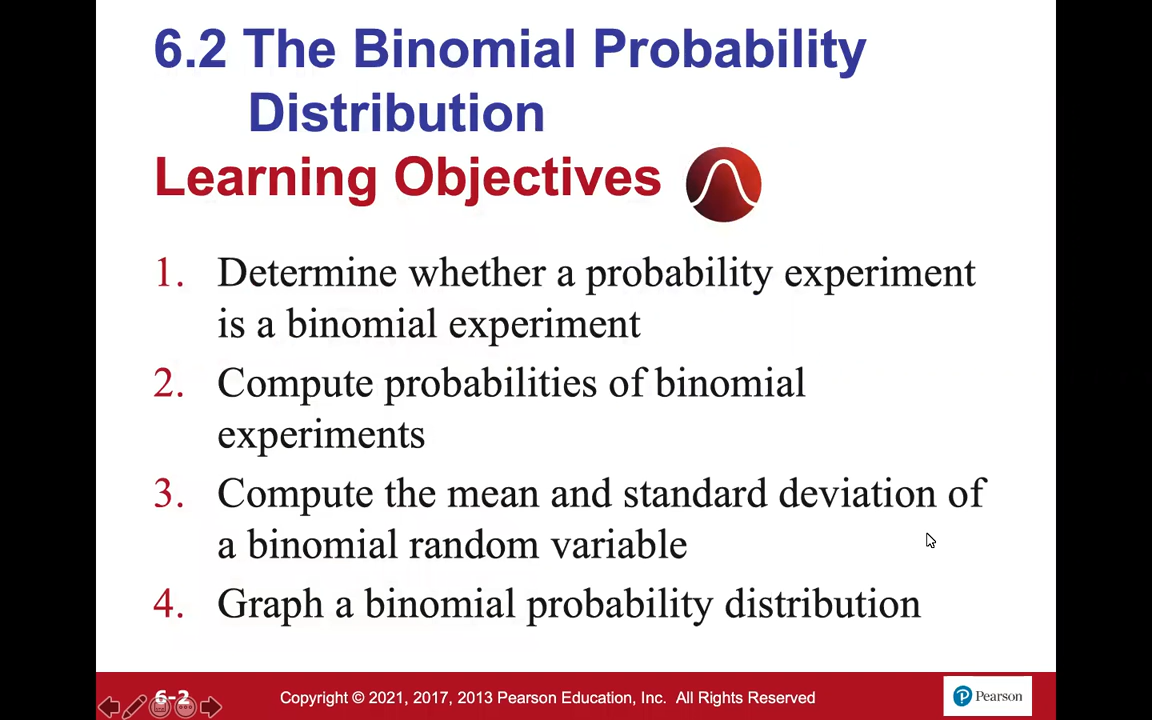 6.2 The Binomial Probability
Distribution
Learning Objectives
1. Determine whether a probability experiment
is a binomial experiment
2. Compute probabilities of binomial
experiments
3. Compute the mean and standard deviation of
a binomial random variable
4. Graph a binomial probability distribution
6-2
Copyright © 2021, 2017, 2013 Pearson Education, Inc. All Rights Reserved
P Pearson